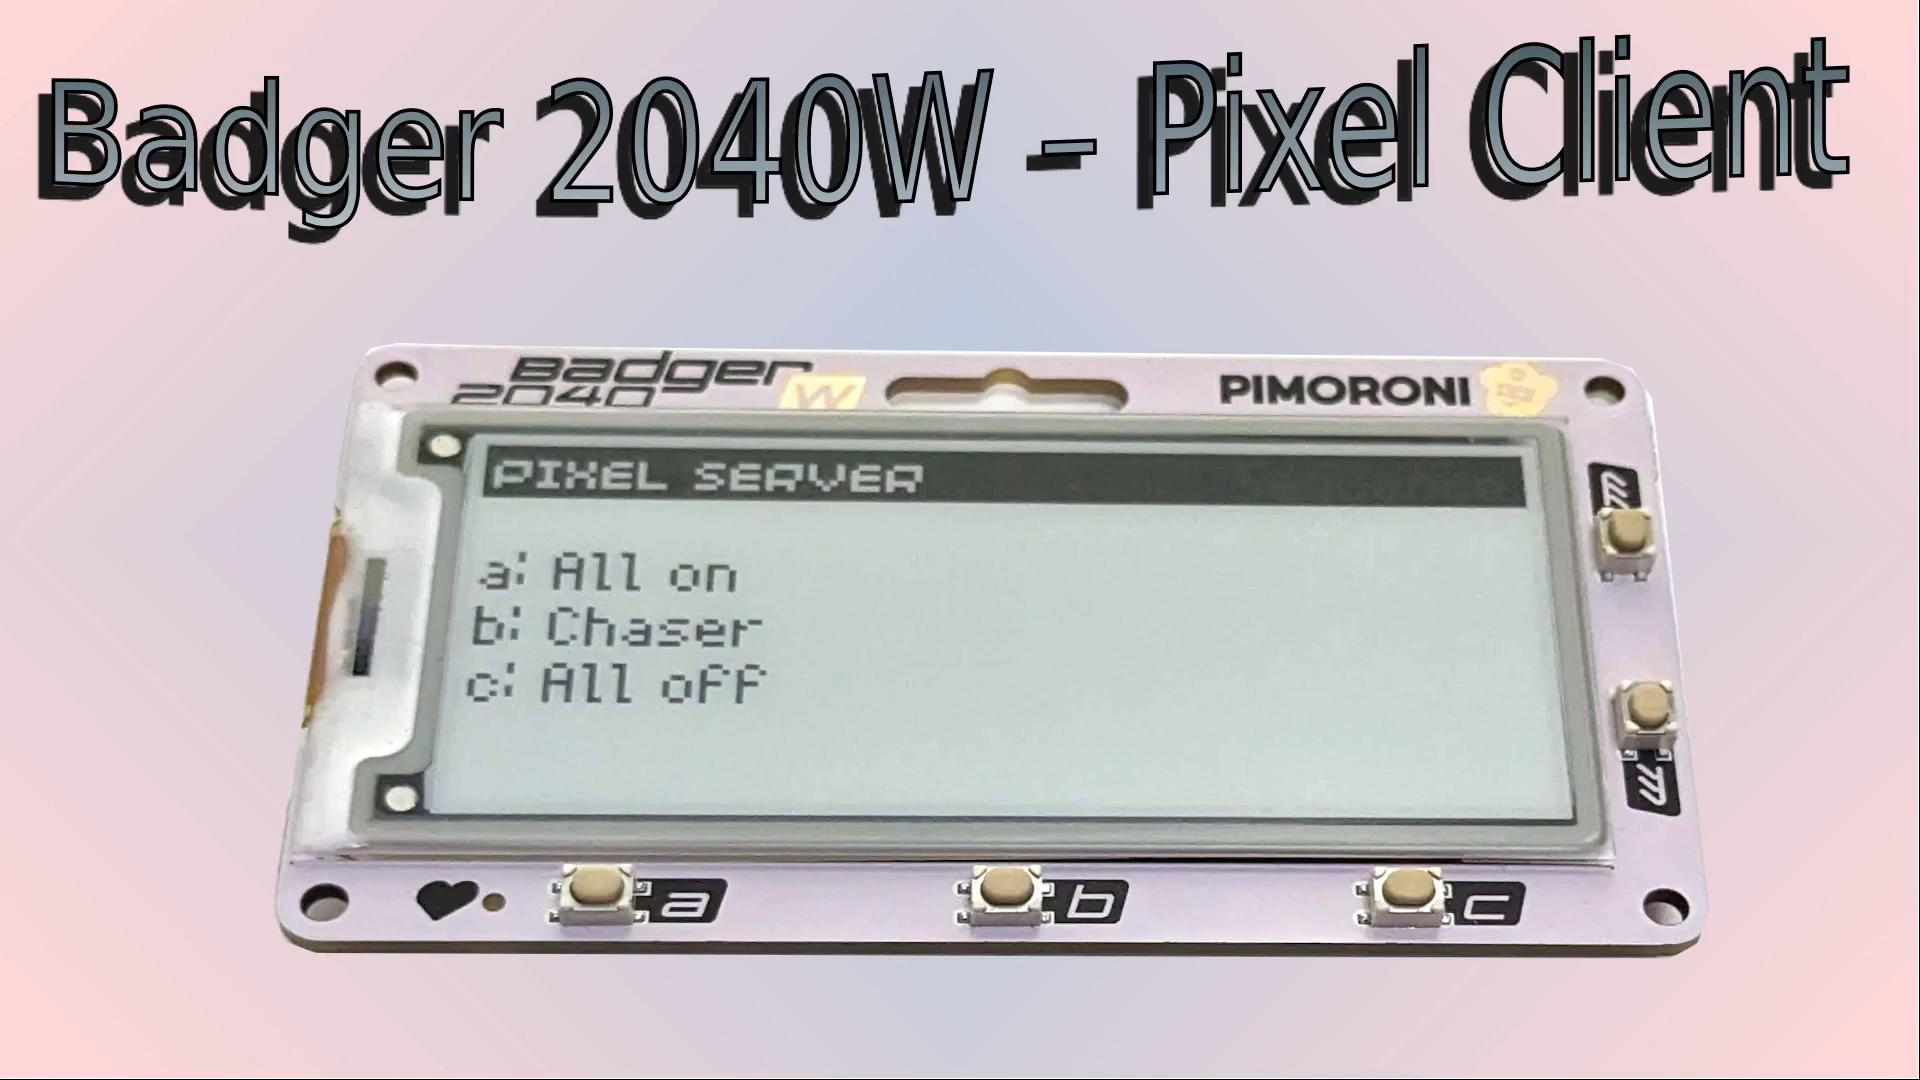 Badger 2040W – Pixel Client
Badger
2040 W
PIMORONI
PIXEL SERVER
a: All on
b: Chaser
c: All off
a
b
c